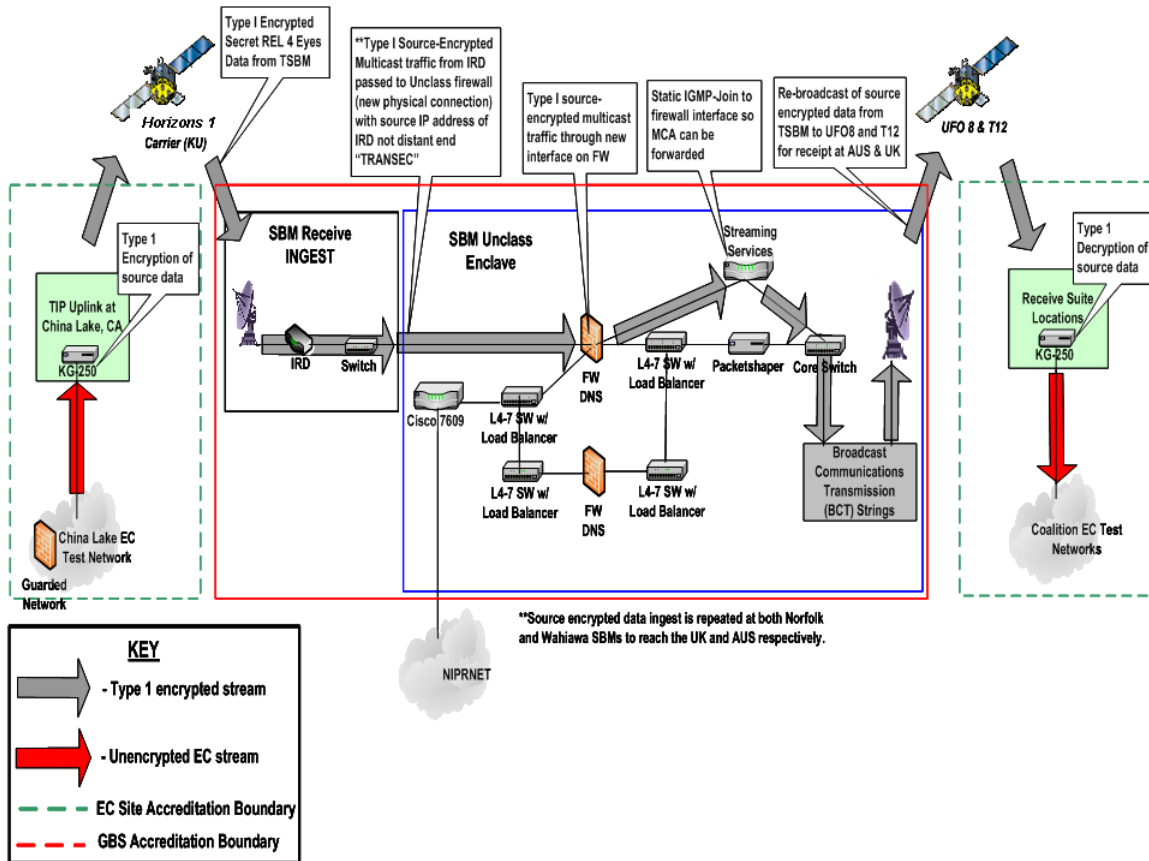 Type I Encrypted
Secret REL 4 Eyes
Data from TSBM
**Type I Source-Encrypted
Multicast traffic from IRD
passed to Unclass firewall
(new physical connection)
with source IP address of
IRD not distant end
“TRANSEC”
Type I source-
encrypted multicast
traffic through new
interface on FW
Static IGMP-Join to
firewall interface so
MCA can be
forwarded
Re-broadcast of source
encrypted data from
TSBM to UFO8 and T12
for receipt at AUS & UK
Horizons 1
Carrier (KU)
UFO 8 & T12
Type 1
Encryption of
source data
TIP Uplink at
China Lake, CA
KG-250
China Lake EC
Test Network
Guarded
Network
SBM Receive
INGEST
IRD
Switch
SBM Unclass
Enclave
Streaming
Services
FW
DNS
L4-7 SW w/
Load Balancer
Packetshaper
Core Switch
Cisco 7609
L4-7 SW w/
Load Balancer
L4-7 SW w/
Load Balancer
FW
DNS
L4-7 SW w/
Load Balancer
Broadcast
Communications
Transmission
(BCT) Strings
Type 1
Decryption of
source data
Receive Suite
Locations
KG-250
Coalition EC Test
Networks
**Source encrypted data ingest is repeated at both Norfolk
and Wahiawa SBMs to reach the UK and AUS respectively.
NIPRNET
KEY
- Type 1 encrypted stream
- Unencrypted EC stream
EC Site Accreditation Boundary
GBS Accreditation Boundary